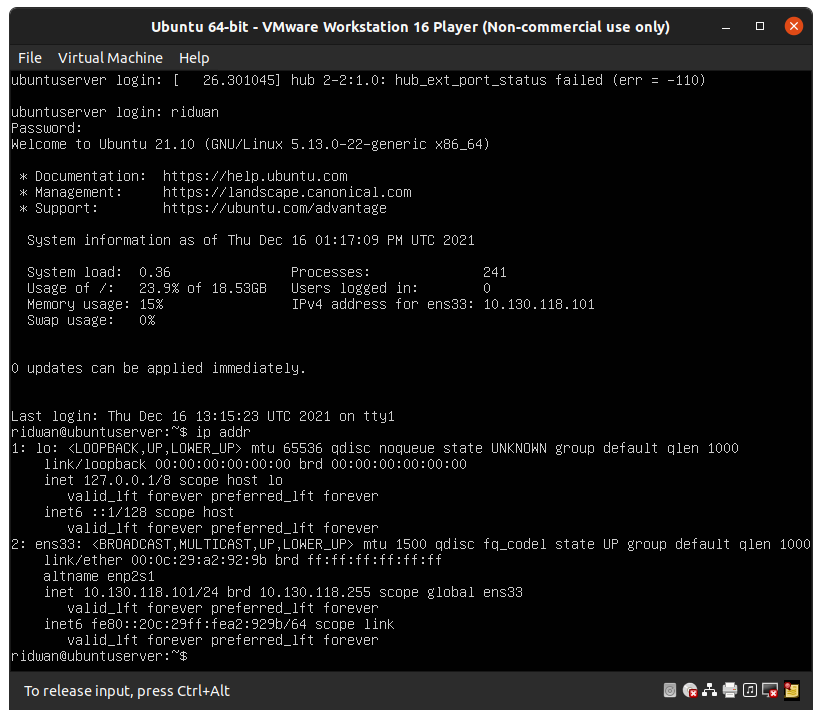 Ubuntu 64-bit - VMware Workstation 16 Player (Non-commercial use only)
File Virtual Machine Help
ubuntuserver login: [   26.301045] hub 2-2:1.0: hub_ext_port_status failed (err = -110)
ubuntuserver login: ridwan
Password:
Welcome to Ubuntu 21.10 (GNU/Linux 5.13.0-22-generic x86_64)
* Documentation:  https://help.ubuntu.com
* Management:     https://landscape.canonical.com
* Support:        https://ubuntu.com/advantage
System information as of Thu Dec 16 01:17:09 PM UTC 2021
System load:  0.36               Processes:              241
Usage of /:   23.9% of 18.53GB   Users logged in:        0
Memory usage: 15%                IPv4 address for ens33: 10.130.118.101
Swap usage:   0%
0 updates can be applied immediately.
Last login: Thu Dec 16 13:15:23 UTC 2021 on tty1
ridwan@ubuntuserver:~$ ip addr
1: lo: <LOOPBACK,UP,LOWER_UP> mtu 65536 qdisc noqueue state UNKNOWN group default qlen 1000
link/loopback 00:00:00:00:00:00 brd 00:00:00:00:00:00
inet 127.0.0.1/8 scope host lo
valid_lft forever preferred_lft forever
inet6 ::1/128 scope host
valid_lft forever preferred_lft forever
2: ens33: <BROADCAST,MULTICAST,UP,LOWER_UP> mtu 1500 qdisc fq_codel state UP group default qlen 1000
link/ether 00:0c:29:a2:92:9b brd ff:ff:ff:ff:ff:ff
altname enp2s1
inet 10.130.118.101/24 brd 10.130.118.255 scope global ens33
valid_lft forever preferred_lft forever
inet6 fe80::20c:29ff:fea2:929b/64 scope link
valid_lft forever preferred_lft forever
ridwan@ubuntuserver:~$
To release input, press Ctrl+Alt